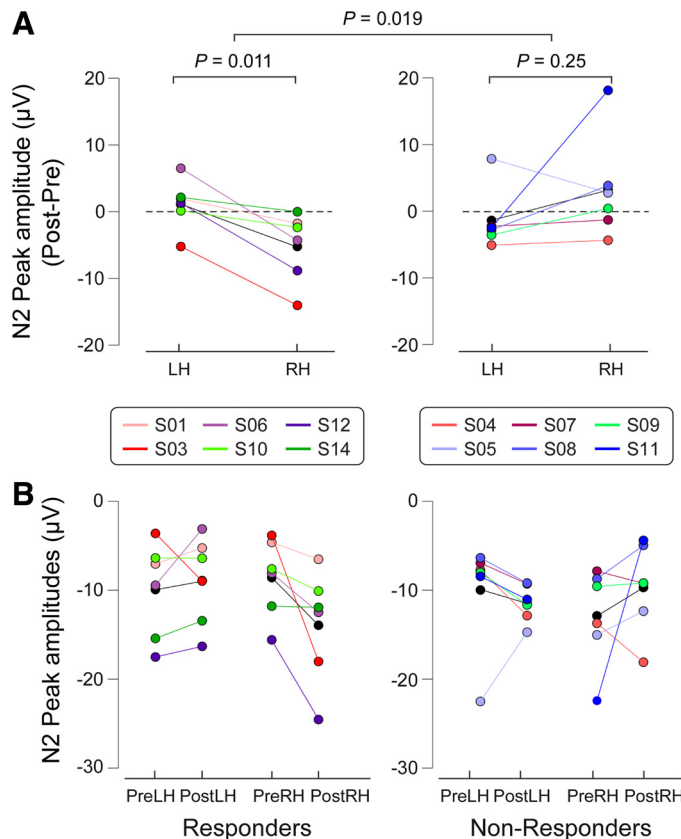 A
P = 0.019
P = 0.011
P = 0.25
N2 Peak amplitude (µV)
(Post-Pre)
20
10
0
-10
-20
LH
RH
20
10
0
-10
-20
LH
RH
S01
S06
S12
S03
S10
S14
S04
S07
S09
S05
S08
S11
B
N2 Peak amplitudes (µV)
0
-10
-20
-30
PreLH
PostLH
PreRH
PostRH
Responders
0
-10
-20
-30
PreLH
PostLH
PreRH
PostRH
Non-Responders